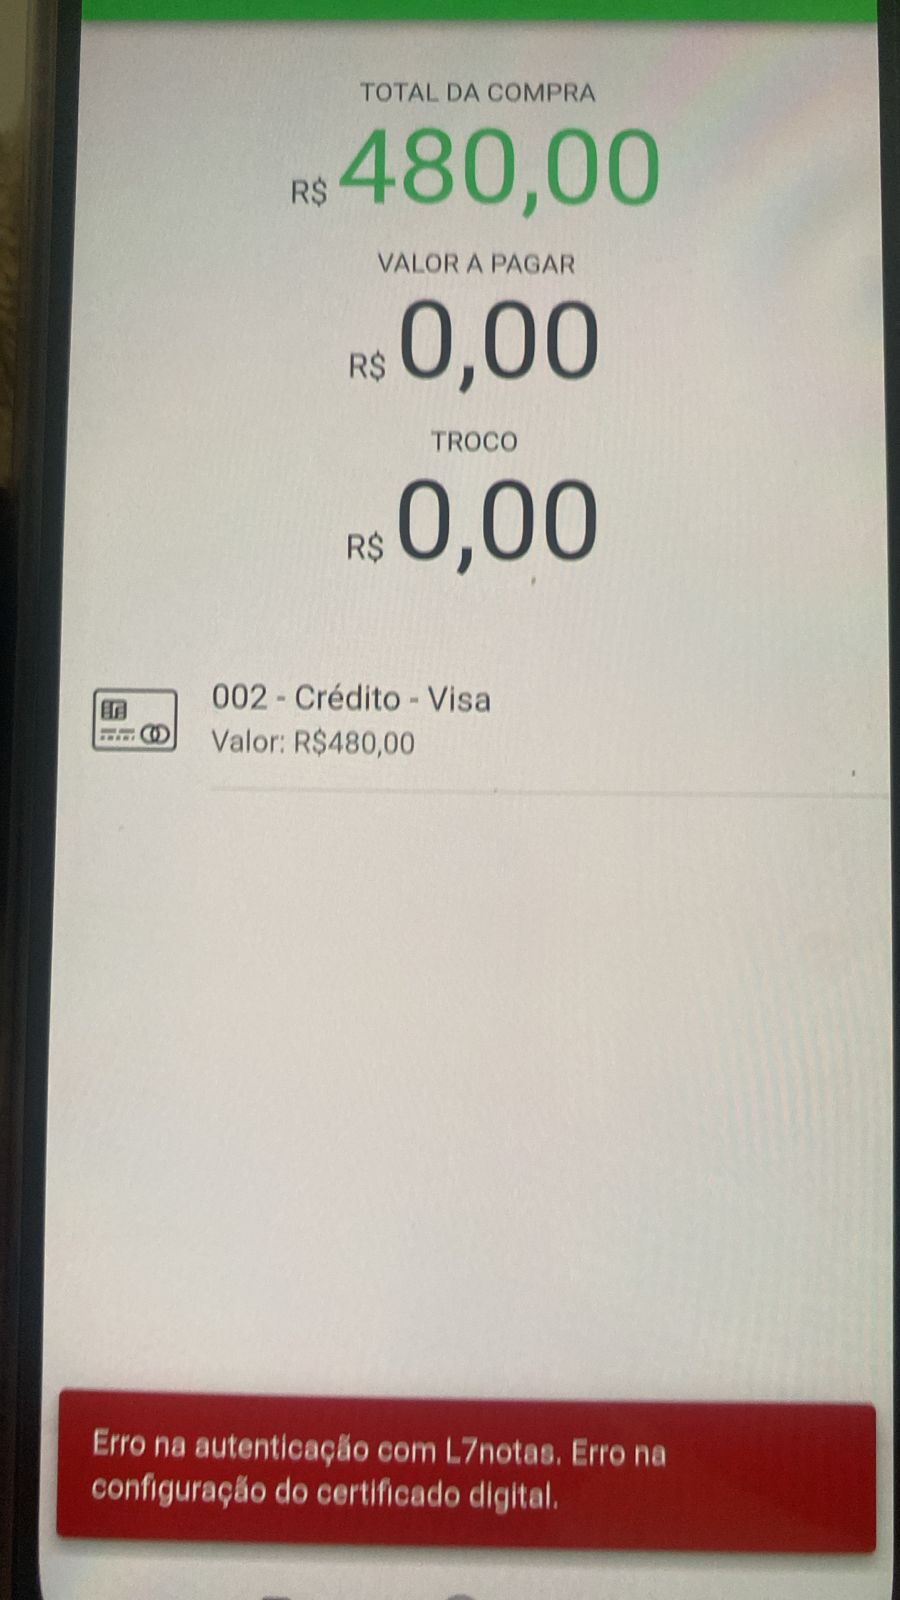 TOTAL DA COMPRA
R$ 480,00
VALOR A PAGAR
R$ 0,00
TROCO
R$ 0,00
002 - Crédito - Visa
Valor: R$480,00
Erro na autenticação com L7notas. Erro na
configuração do certificado digital.